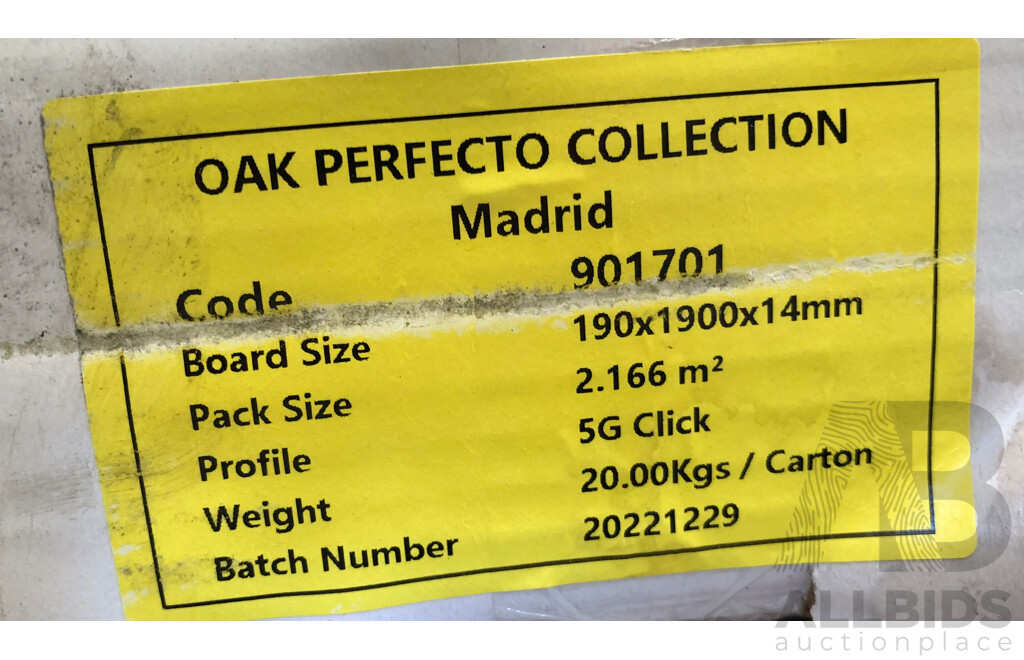 OAK PERFECTO COLLECTION
Madrid
Code 901701
Board Size 190x1900x14mm
Pack Size 2.166 m²
Profile 5G Click
Weight 20.00Kgs / Carton
Batch Number 20221229
AB
ALLBIDS
auctionplace